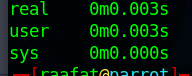 real    0m0.003s
user    0m0.003s
sys     0m0.000s
[raafat@parrot]